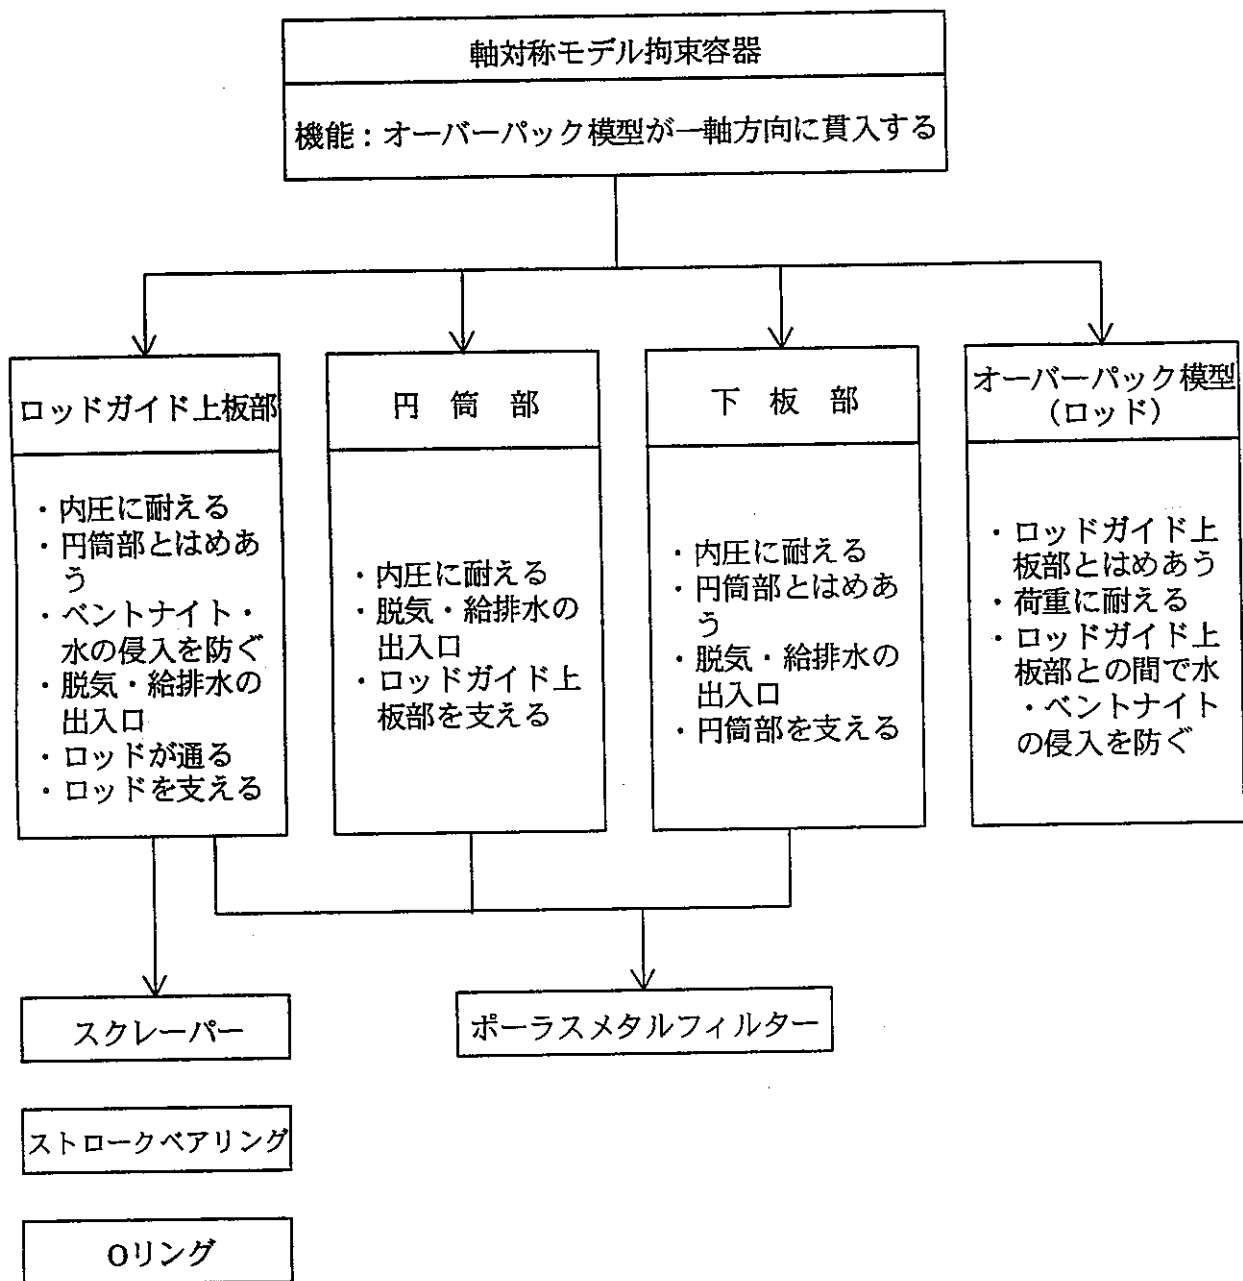 軸対称モデル拘束容器
機能：オーバーパック模型が一軸方向に貫入する
ロッドガイド上板部
・内圧に耐える
・円筒部とはめあ
う
・ベントナイト・
水の侵入を防ぐ
・脱気・給排水の
出入口
・ロッドが通る
・ロッドを支える
円 筒 部
・内圧に耐える
・脱気・給排水の
出入口
・ロッドガイド上
板部を支える
下 板 部
・内圧に耐える
・円筒部とはめあ
う
・脱気・給排水の
出入口
・円筒部を支える
オーバーパック模型
（ロッド）
・ロッドガイド上
板部とはめあう
・荷重に耐える
・ロッドガイド上
板部との間で水
・ベントナイト
の侵入を防ぐ
スクレーパー
ポーラスメタルフィルター
ストロークベアリング
Oリング